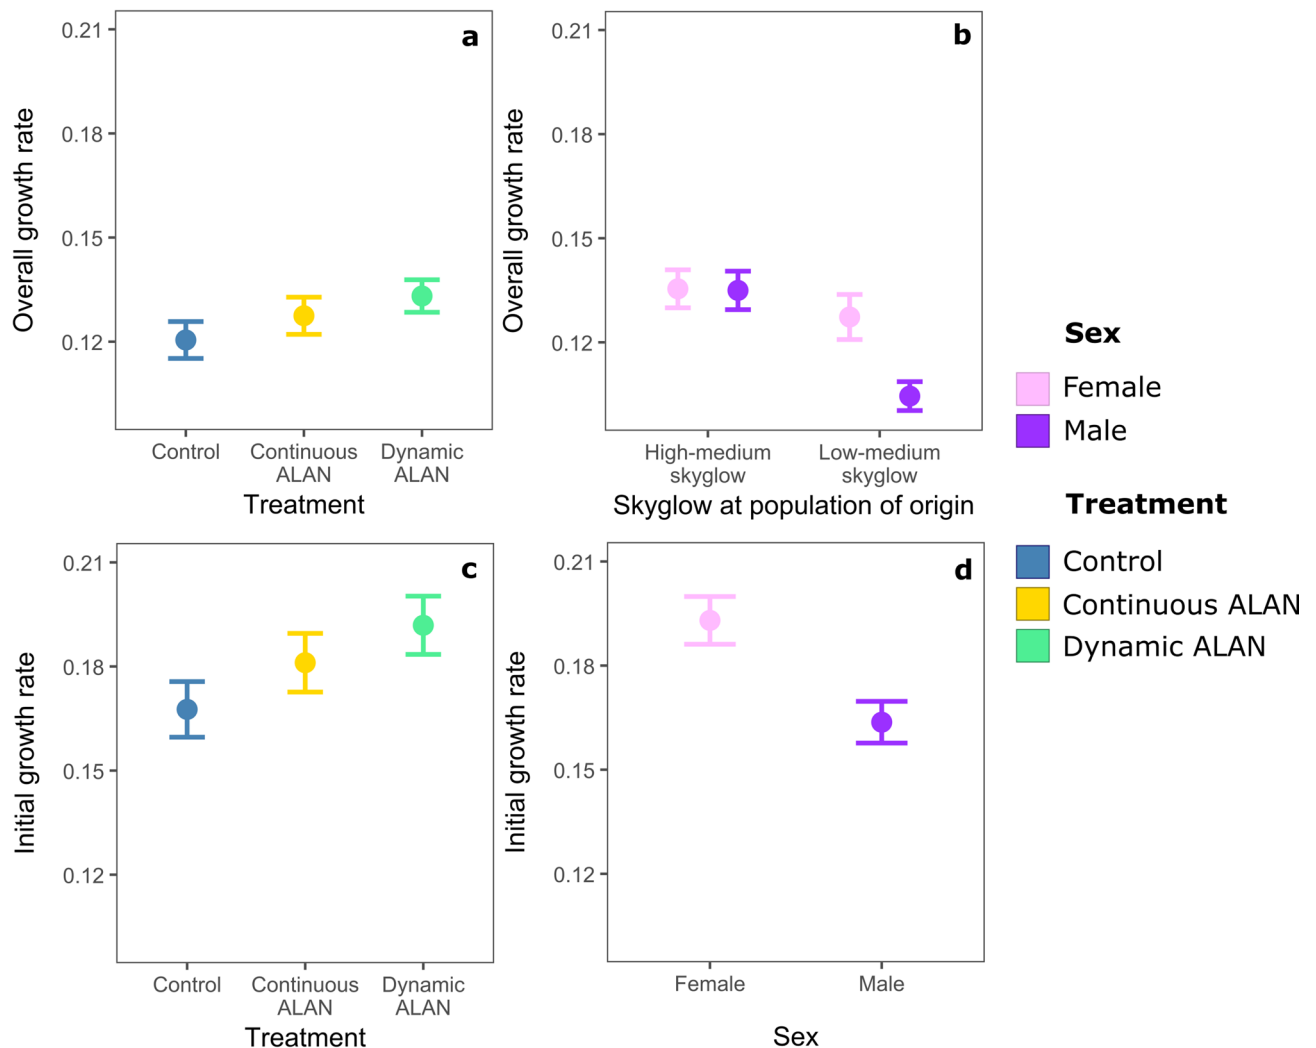 a
0.21
0.18
0.15
0.12
Overall growth rate
Control
Continuous
ALAN
Dynamic
ALAN
Treatment
b
0.21
0.18
0.15
0.12
Overall growth rate
High-medium
skyglow
Low-medium
skyglow
Skyglow at population of origin
c
0.21
0.18
0.15
0.12
Initial growth rate
Control
Continuous
ALAN
Dynamic
ALAN
Treatment
d
0.21
0.18
0.15
0.12
Initial growth rate
Female
Male
Sex
Sex
Female
Male
Treatment
Control
Continuous ALAN
Dynamic ALAN